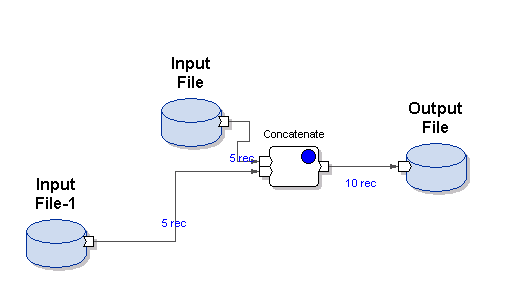 Input
File
Concatenate
5 rec
Output
File
10 rec
Input
File-1
5 rec